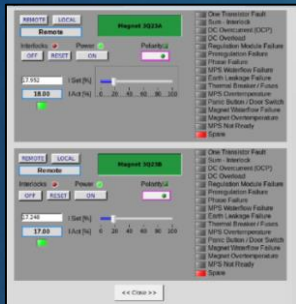 REMOTE LOCAL
Remote
Magnet 3Q23A
Interlocks Power Polarity
OFF RESET ON
17.952 I Set [%]
18.00 I Act [%] 0 20 40 60 80 100
One Transistor Fault
Sum - Interlock
DC Overcurrent (OCP)
DC Overload
Regulation Module Failure
Preregulation Failure
Phase Failure
MPS Waterflow Failure
Earth Leakage Failure
Thermal Breaker / Fuses
MPS Overtemperature
Panic Button / Door Switch
Magnet Waterflow Failure
Magnet Overtemperature
MPS Not Ready
Spare
REMOTE LOCAL
Remote
Magnet 3Q23B
Interlocks Power Polarity
OFF RESET ON
17.248 I Set [%]
17.00 I Act [%] 0 20 40 60 80 100
One Transistor Fault
Sum - Interlock
DC Overcurrent (OCP)
DC Overload
Regulation Module Failure
Preregulation Failure
Phase Failure
MPS Waterflow Failure
Earth Leakage Failure
Thermal Breaker / Fuses
MPS Overtemperature
Panic Button / Door Switch
Magnet Waterflow Failure
Magnet Overtemperature
MPS Not Ready
Spare
<< Close >>